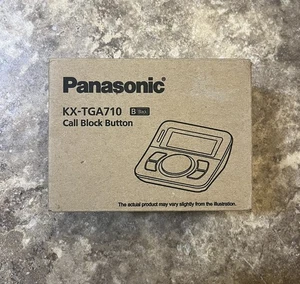 Panasonic
KX-TGA710 B
Call Block Button
The actual product may vary slightly from the illustration.